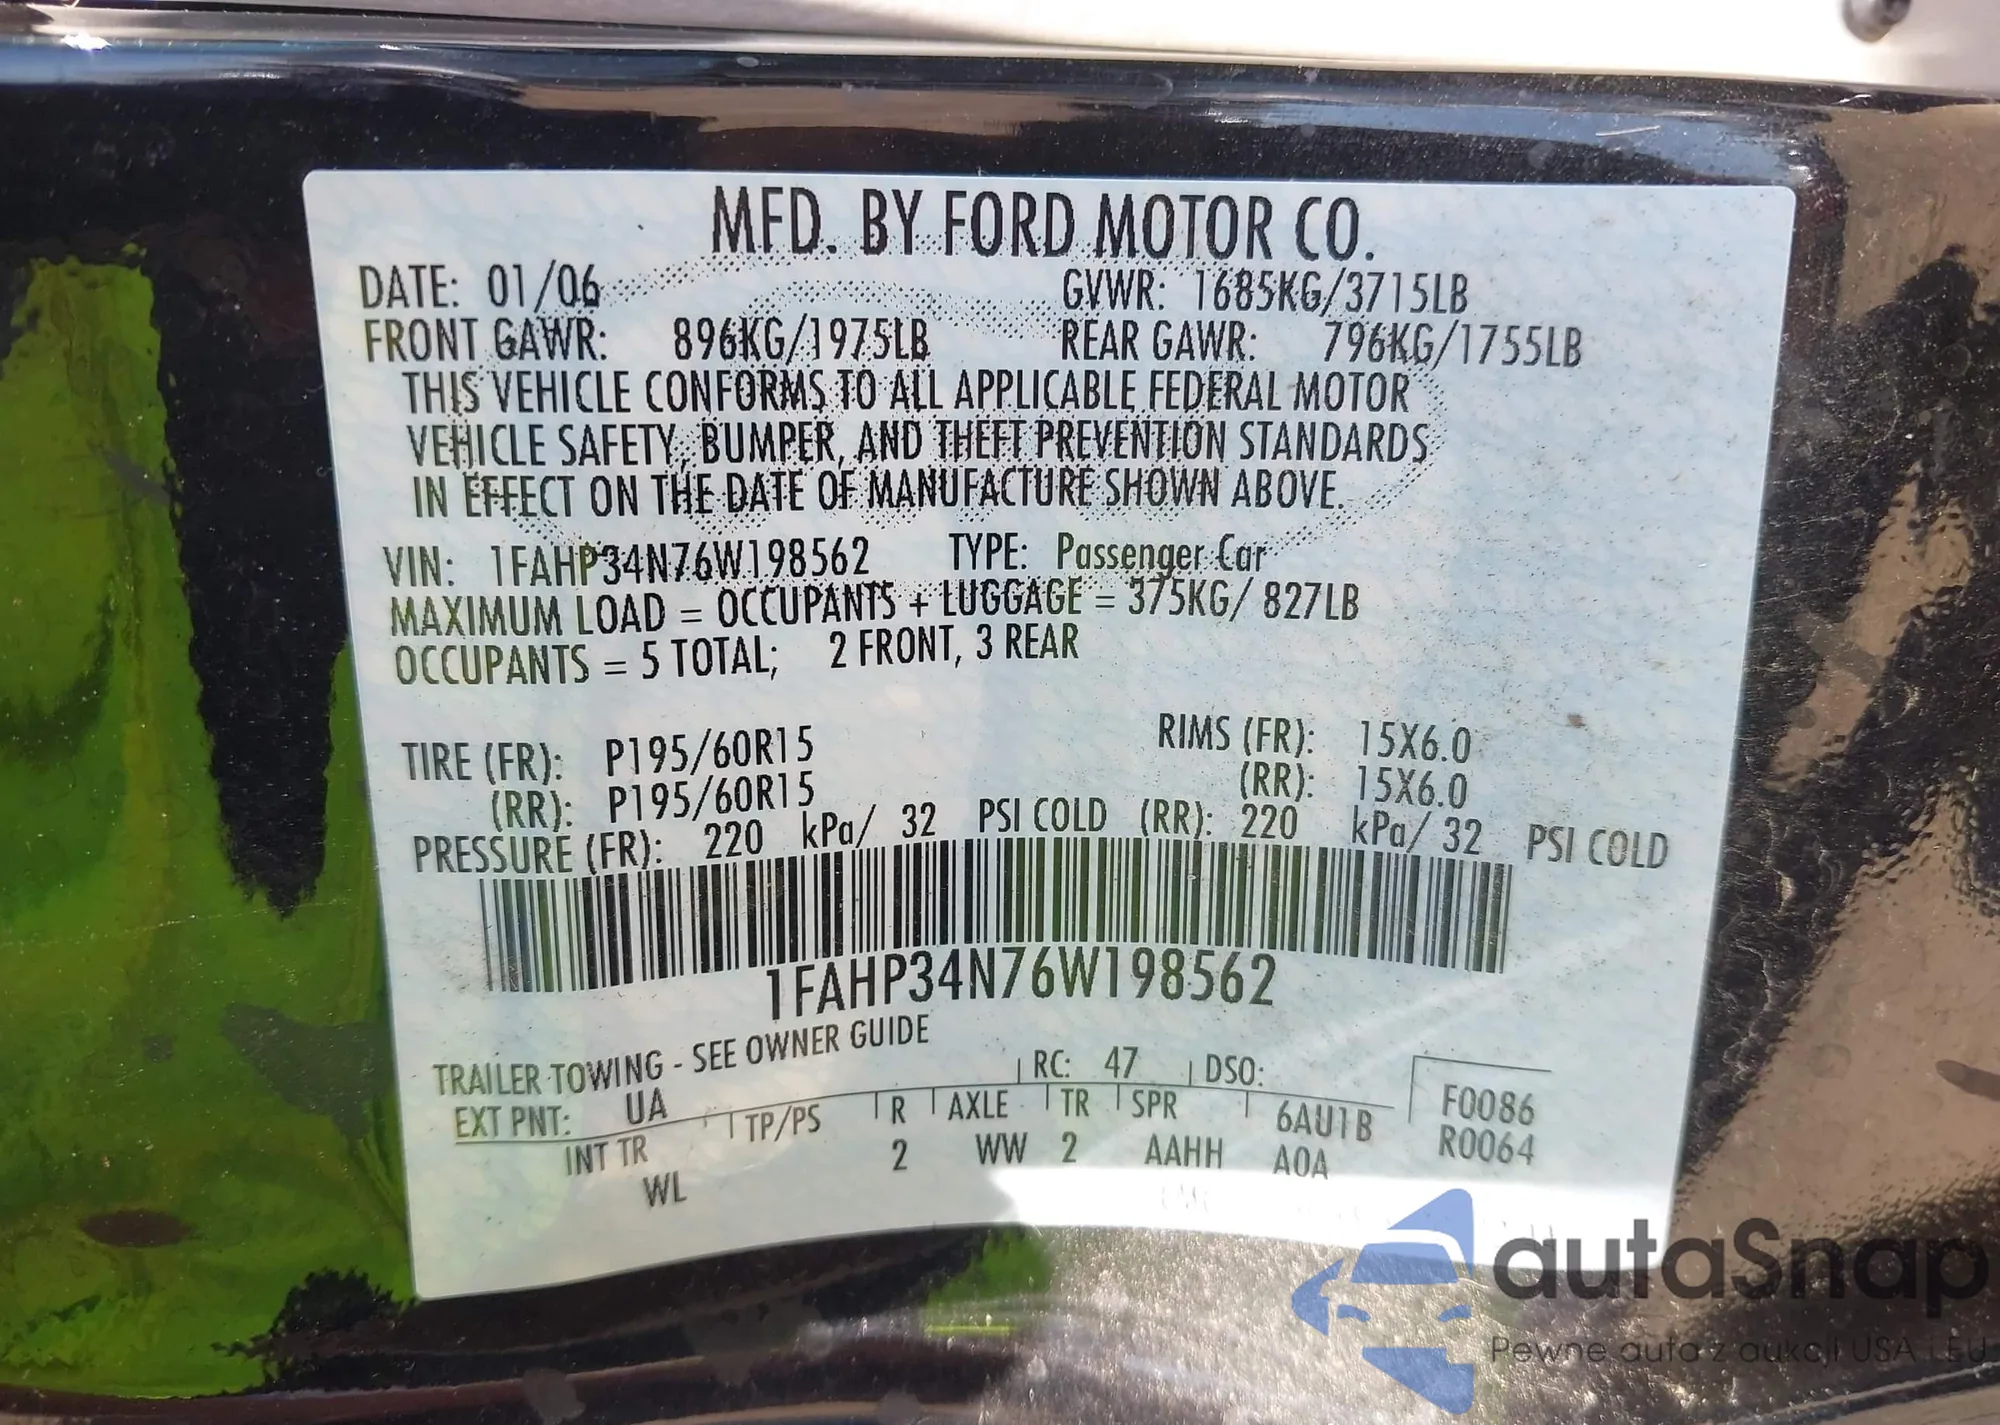 MFD. BY FORD MOTOR CO.
DATE: 01/06 GVWR: 1685KG/3715LB
FRONT GAWR: 896KG/1975LB REAR GAWR: 796KG/1755LB
THIS VEHICLE CONFORMS TO ALL APPLICABLE FEDERAL MOTOR
VEHICLE SAFETY, BUMPER, AND THEFT PREVENTION STANDARDS
IN EFFECT ON THE DATE OF MANUFACTURE SHOWN ABOVE.
VIN: 1FAHP34N76W198562 TYPE: Passenger Car
MAXIMUM LOAD = OCCUPANTS + LUGGAGE = 375KG/ 827LB
OCCUPANTS = 5 TOTAL; 2 FRONT, 3 REAR
TIRE (FR): P195/60R15 RIMS (FR): 15X6.0
(RR): P195/60R15 (RR): 15X6.0
PRESSURE (FR): 220 kPa/ 32 PSI COLD (RR): 220 kPa/ 32 PSI COLD
1FAHP34N76W198562
TRAILER TOWING - SEE OWNER GUIDE
EXT PNT: UA RC: 47 DSO: F0086
INT TR TP/PS R AXLE TR SPR 6AU1B R0064
WL 2 WW 2 AAHH A0A
autaSnap
Pewne auta z aukcji USA i EU